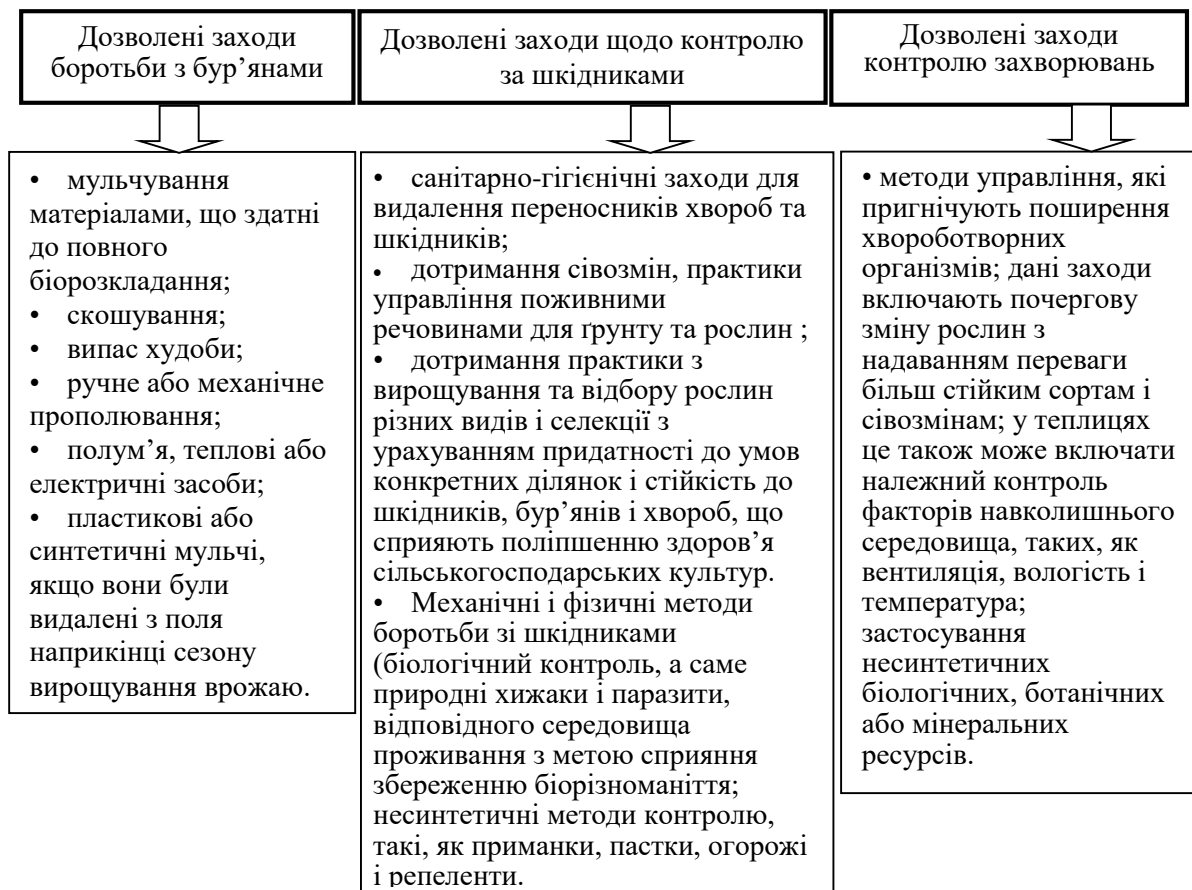 Дозволені заходи
боротьби з бур’янами
• мульчування
матеріалами, що здатні
до повного
біорозкладання;
• скошування;
• випас худоби;
• ручне або механічне
прополювання;
• полум’я, теплові або
електричні засоби;
• пластикові або
синтетичні мульчі,
якщо вони були
видалені з поля
наприкінці сезону
вирощування врожаю.
Дозволені заходи щодо контролю
за шкідниками
• санітарно-гігієнічні заходи для
видалення переносників хвороб та
шкідників;
• дотримання сівозмін, практики
управління поживними
речовинами для ґрунту та рослин ;
• дотримання практики з
вирощування та відбору рослин
різних видів і селекції з
урахуванням придатності до умов
конкретних ділянок і стійкість до
шкідників, бур’янів і хвороб, що
сприяють поліпшенню здоров’я
сільськогосподарських культур.
• Механічні і фізичні методи
боротьби зі шкідниками
(біологічний контроль, а саме
природні хижаки і паразити,
відповідного середовища
проживання з метою сприяння
збереженню біорізноманіття;
несинтетичні методи контролю,
такі, як приманки, пастки, огорожі
і репеленти.
Дозволені заходи
контролю захворювань
• методи управління, які
пригнічують поширення
хвороботворних
організмів; дані заходи
включають почергову
зміну рослин з
надаванням переваги
більш стійким сортам і
сівозмінам; у теплицях
це також може включати
належний контроль
факторів навколишнього
середовища, таких, як
вентиляція, вологість і
температура;
застосування
несинтетичних
біологічних, ботанічних
або мінеральних
ресурсів.